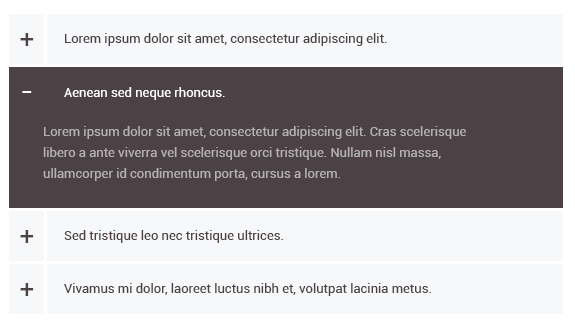 + Lorem ipsum dolor sit amet, consectetur adipiscing elit.
− Aenean sed neque rhoncus.
Lorem ipsum dolor sit amet, consectetur adipiscing elit. Cras scelerisque
libero a ante viverra vel scelerisque orci tristique. Nullam nisl massa,
ullamcorper id condimentum porta, cursus a lorem.
+ Sed tristique leo nec tristique ultrices.
+ Vivamus mi dolor, laoreet luctus nibh et, volutpat lacinia metus.